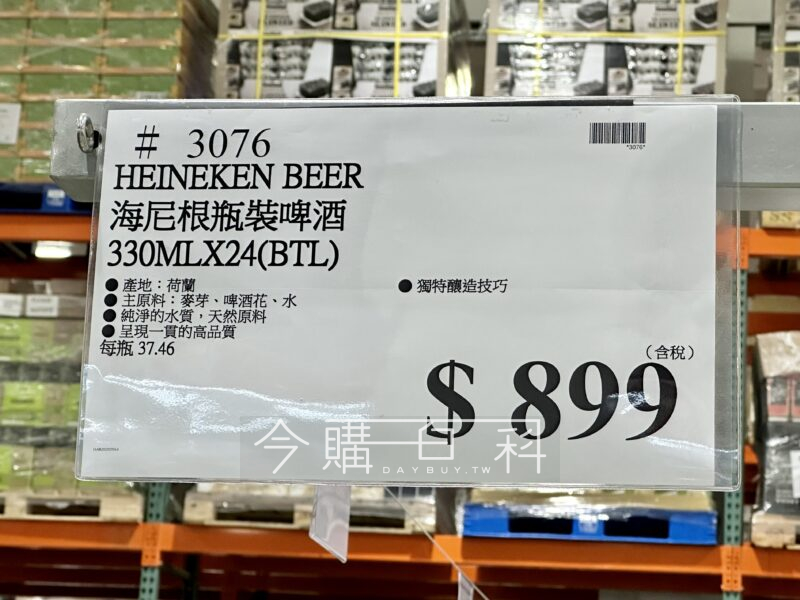 # 3076
*3076*
HEINEKEN BEER
海尼根瓶裝啤酒
330MLX24(BTL)
● 產地：荷蘭
● 主原料：麥芽、啤酒花、水
● 純淨的水質，天然原料
● 呈現一貫的高品質
每瓶 37.46
● 獨特釀造技巧
（含稅）
$ 899
今購百科
DAYBUY.TW